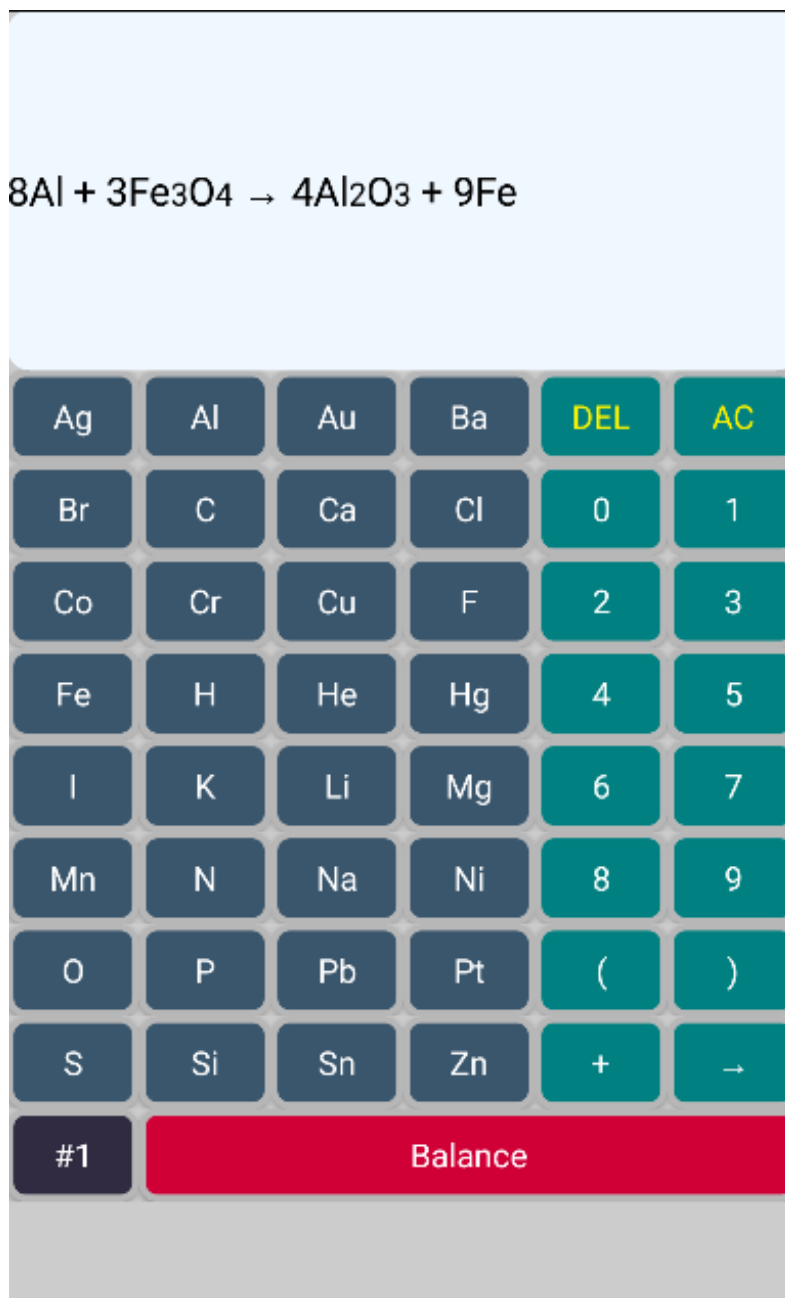 8Al + 3Fe3O4 → 4Al2O3 + 9Fe
Ag Al Au Ba DEL AC
Br C Ca Cl 0 1
Co Cr Cu F 2 3
Fe H He Hg 4 5
I K Li Mg 6 7
Mn N Na Ni 8 9
O P Pb Pt ( )
S Si Sn Zn + →
#1 Balance